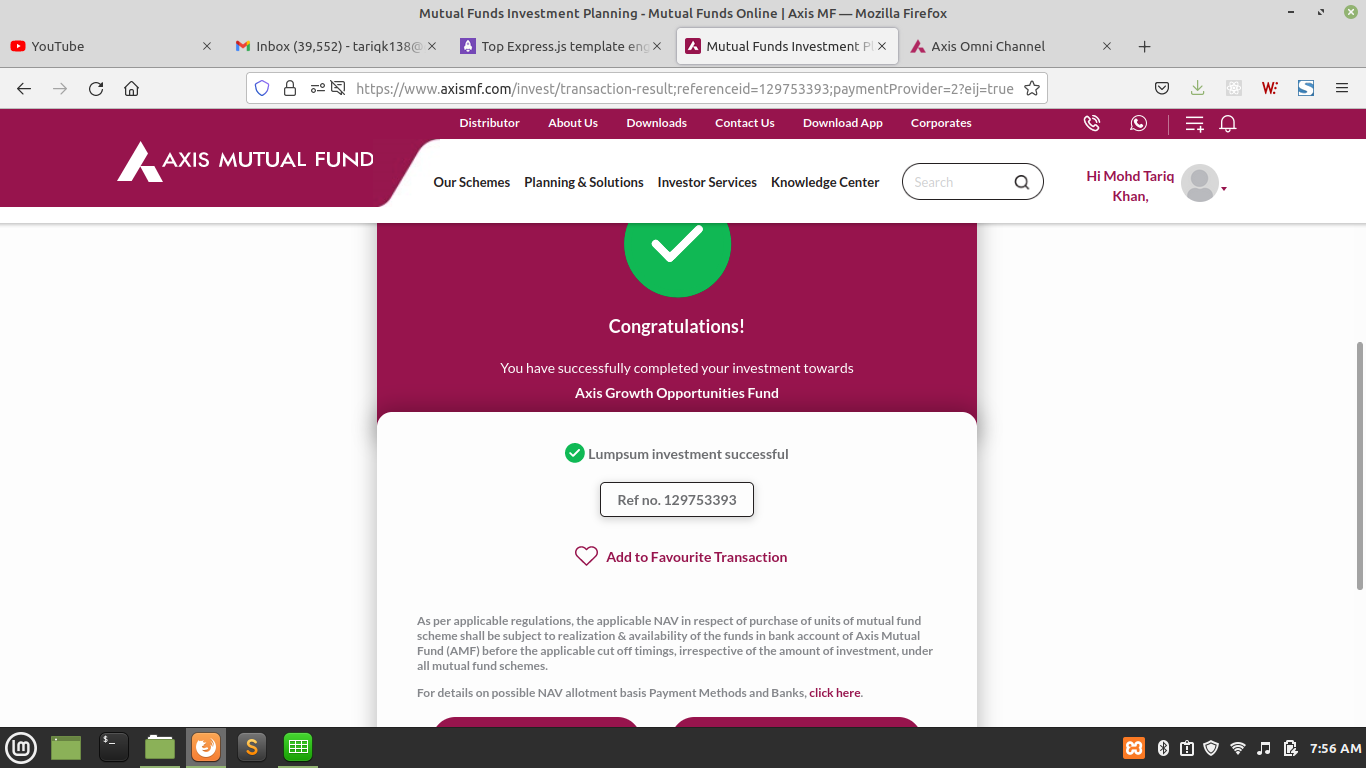 Mutual Funds Investment Planning - Mutual Funds Online | Axis MF — Mozilla Firefox
YouTube
Inbox (39,552) - tariqk138@
Top Express.js template eng
Mutual Funds Investment Pl
Axis Omni Channel
https://www.axismf.com/invest/transaction-result;referenceid=129753393;paymentProvider=2?eij=true
Distributor
About Us
Downloads
Contact Us
Download App
Corporates
AXIS MUTUAL FUND
Our Schemes
Planning & Solutions
Investor Services
Knowledge Center
Search
Hi Mohd Tariq
Khan,
Congratulations!
You have successfully completed your investment towards
Axis Growth Opportunities Fund
Lumpsum investment successful
Ref no. 129753393
Add to Favourite Transaction
As per applicable regulations, the applicable NAV in respect of purchase of units of mutual fund
scheme shall be subject to realization & availability of the funds in bank account of Axis Mutual
Fund (AMF) before the applicable cut off timings, irrespective of the amount of investment, under
all mutual fund schemes.
For details on possible NAV allotment basis Payment Methods and Banks, click here.
7:56 AM